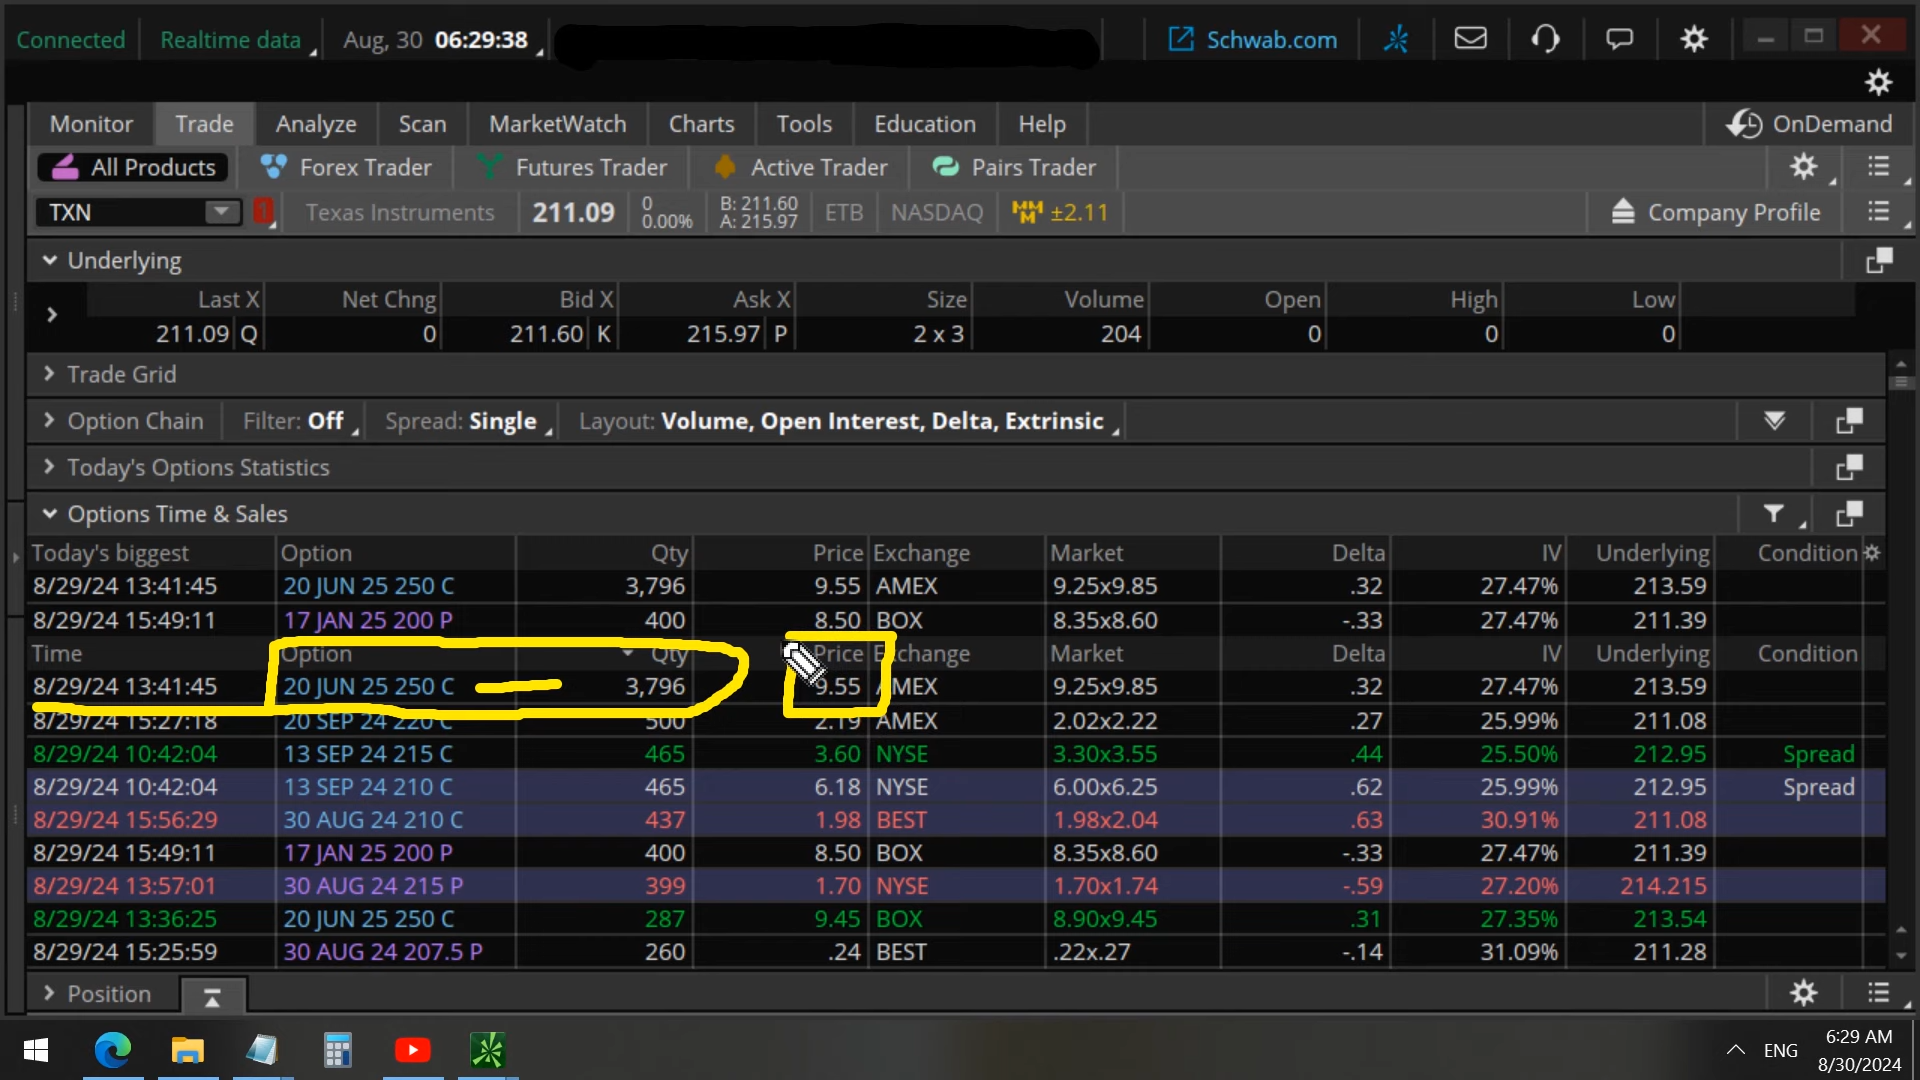 Connected Realtime data Aug, 30 06:29:38 Schwab.com
Monitor Trade Analyze Scan MarketWatch Charts Tools Education Help OnDemand
All Products Forex Trader Futures Trader Active Trader Pairs Trader
TXN 1 Texas Instruments 211.09 0 0.00% B: 211.60 A: 215.97 ETB NASDAQ MMM ±2.11 Company Profile
Underlying
Last X Net Chng Bid X Ask X Size Volume Open High Low
211.09 Q 0 211.60 K 215.97 P 2 x 3 204 0 0 0
Trade Grid
Option Chain Filter: Off Spread: Single Layout: Volume, Open Interest, Delta, Extrinsic
Today's Options Statistics
Options Time & Sales
Today's biggest Option Qty Price Exchange Market Delta IV Underlying Condition
8/29/24 13:41:45 20 JUN 25 250 C 3,796 9.55 AMEX 9.25x9.85 .32 27.47% 213.59
8/29/24 15:49:11 17 JAN 25 200 P 400 8.50 BOX 8.35x8.60 -.33 27.47% 211.39
Time Option Qty Price Exchange Market Delta IV Underlying Condition
8/29/24 13:41:45 20 JUN 25 250 C 3,796 9.55 AMEX 9.25x9.85 .32 27.47% 213.59
8/29/24 15:27:18 20 SEP 24 220 C 500 2.19 AMEX 2.02x2.22 .27 25.99% 211.08
8/29/24 10:42:04 13 SEP 24 215 C 465 3.60 NYSE 3.30x3.55 .44 25.50% 212.95 Spread
8/29/24 10:42:04 13 SEP 24 210 C 465 6.18 NYSE 6.00x6.25 .62 25.99% 212.95 Spread
8/29/24 15:56:29 30 AUG 24 210 C 437 1.98 BEST 1.98x2.04 .63 30.91% 211.08
8/29/24 15:49:11 17 JAN 25 200 P 400 8.50 BOX 8.35x8.60 -.33 27.47% 211.39
8/29/24 13:57:01 30 AUG 24 215 P 399 1.70 NYSE 1.70x1.74 -.59 27.20% 214.215
8/29/24 13:36:25 20 JUN 25 250 C 287 9.45 BOX 8.90x9.45 .31 27.35% 213.54
8/29/24 15:25:59 30 AUG 24 207.5 P 260 .24 BEST .22x.27 -.14 31.09% 211.28
Position
ENG 6:29 AM
8/30/2024